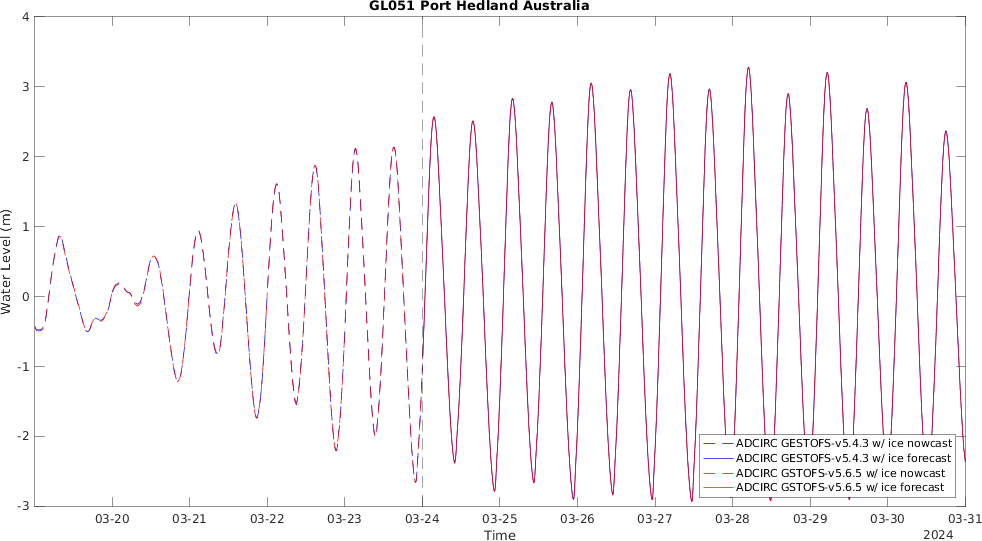 GL051 Port Hedland Australia
Water Level (m)
4
3
2
1
0
-1
-2
-3
ADCIRC GESTOFS-v5.4.3 w/ ice nowcast
ADCIRC GESTOFS-v5.4.3 w/ ice forecast
ADCIRC GSTOFS-v5.6.5 w/ ice nowcast
ADCIRC GSTOFS-v5.6.5 w/ ice forecast
03-20 03-21 03-22 03-23 03-24 03-25 03-26 03-27 03-28 03-29 03-30 03-31
Time
2024